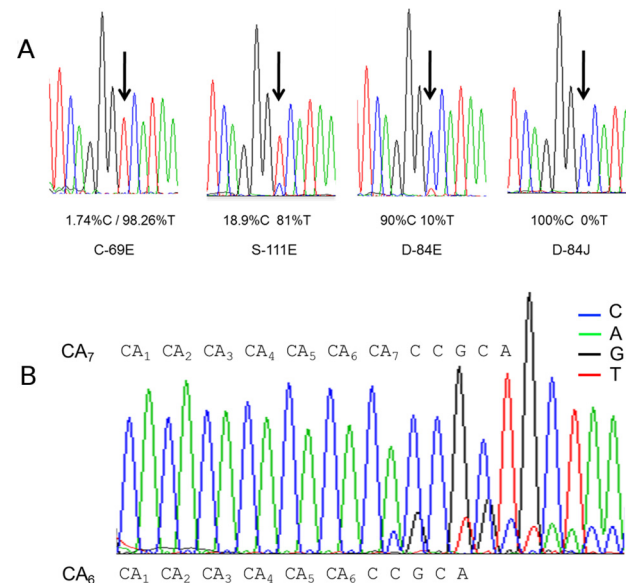 A
1.74%C / 98.26%T 18.9%C 81%T 90%C 10%T 100%C 0%T
C-69E S-111E D-84E D-84J
C
A
G
T
CA7 CA1 CA2 CA3 CA4 CA5 CA6 CA7 C C G C A
B
CA6 CA1 CA2 CA3 CA4 CA5 CA6 C C G C A